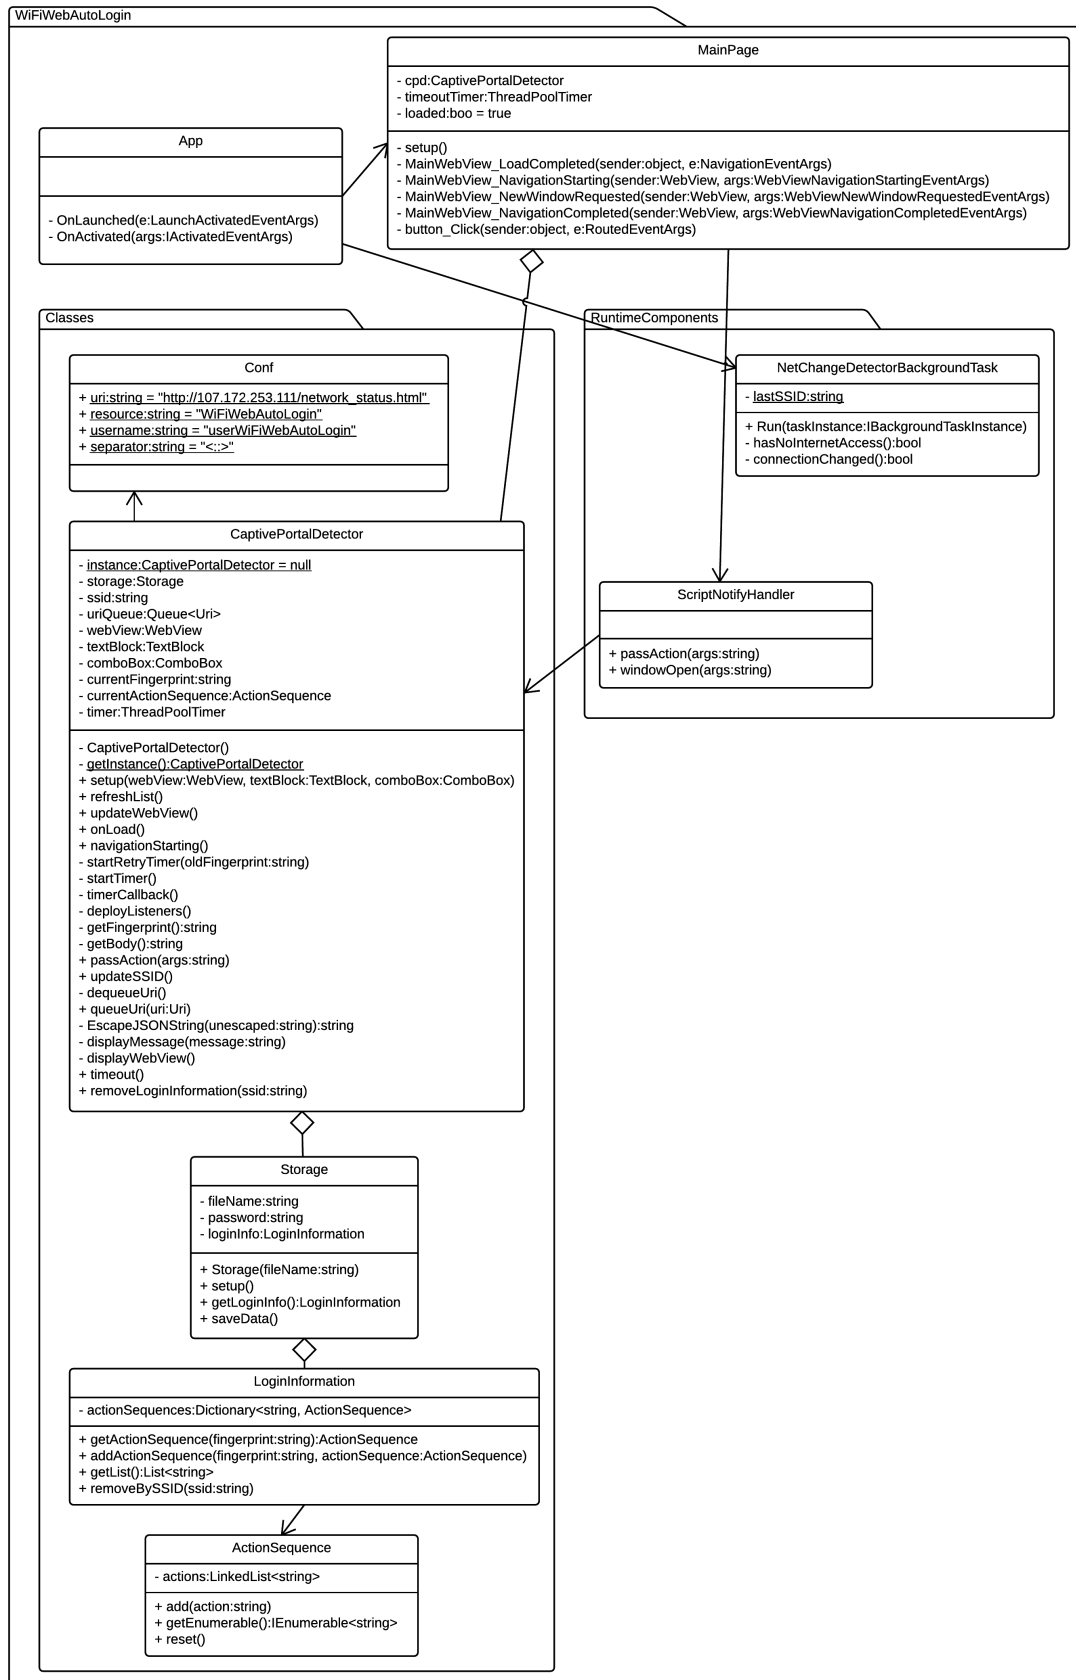 WiFiWebAutoLogin
MainPage
- cpd:CaptivePortalDetector
- timeoutTimer:ThreadPoolTimer
- loaded:boo = true
- setup()
- MainWebView_LoadCompleted(sender:object, e:NavigationEventArgs)
- MainWebView_NavigationStarting(sender:WebView, args:WebViewNavigationStartingEventArgs)
- MainWebView_NewWindowRequested(sender:WebView, args:WebViewNewWindowRequestedEventArgs)
- MainWebView_NavigationCompleted(sender:WebView, args:WebViewNavigationCompletedEventArgs)
- button_Click(sender:object, e:RoutedEventArgs)
App
- OnLaunched(e:LaunchActivatedEventArgs)
- OnActivated(args:IActivatedEventArgs)
Classes
Conf
+ uri:string = "http://107.172.253.111/network_status.html"
+ resource:string = "WiFiWebAutoLogin"
+ username:string = "userWiFiWebAutoLogin"
+ separator:string = "<::>"
RuntimeComponents
NetChangeDetectorBackgroundTask
- lastSSID:string
+ Run(taskInstance:IBackgroundTaskInstance)
- hasNoInternetAccess():bool
- connectionChanged():bool
ScriptNotifyHandler
+ passAction(args:string)
+ windowOpen(args:string)
CaptivePortalDetector
- instance:CaptivePortalDetector = null
- storage:Storage
- ssid:string
- uriQueue:Queue<Uri>
- webView:WebView
- textBlock:TextBlock
- comboBox:ComboBox
- currentFingerprint:string
- currentActionSequence:ActionSequence
- timer:ThreadPoolTimer
- CaptivePortalDetector()
- getInstance():CaptivePortalDetector
+ setup(webView:WebView, textBlock:TextBlock, comboBox:ComboBox)
+ refreshList()
+ updateWebView()
+ onLoad()
+ navigationStarting()
- startRetryTimer(oldFingerprint:string)
- startTimer()
- timerCallback()
- deployListeners()
- getFingerprint():string
- getBody():string
+ passAction(args:string)
+ updateSSID()
- dequeueUri()
+ queueUri(uri:Uri)
- EscapeJSONString(unescaped:string):string
- displayMessage(message:string)
- displayWebView()
+ timeout()
+ removeLoginInformation(ssid:string)
Storage
- fileName:string
- password:string
- loginInfo:LoginInformation
+ Storage(fileName:string)
+ setup()
+ getLoginInfo():LoginInformation
+ saveData()
LoginInformation
- actionSequences:Dictionary<string, ActionSequence>
+ getActionSequence(fingerprint:string):ActionSequence
+ addActionSequence(fingerprint:string, actionSequence:ActionSequence)
+ getList():List<string>
+ removeBySSID(ssid:string)
ActionSequence
- actions:LinkedList<string>
+ add(action:string)
+ getEnumerable():IEnumerable<string>
+ reset()